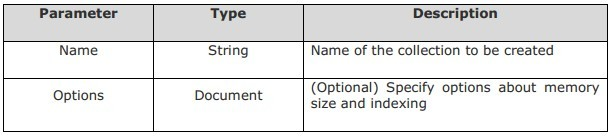 Parameter Type Description
Name String Name of the collection to be created
Options Document (Optional) Specify options about memory
size and indexing